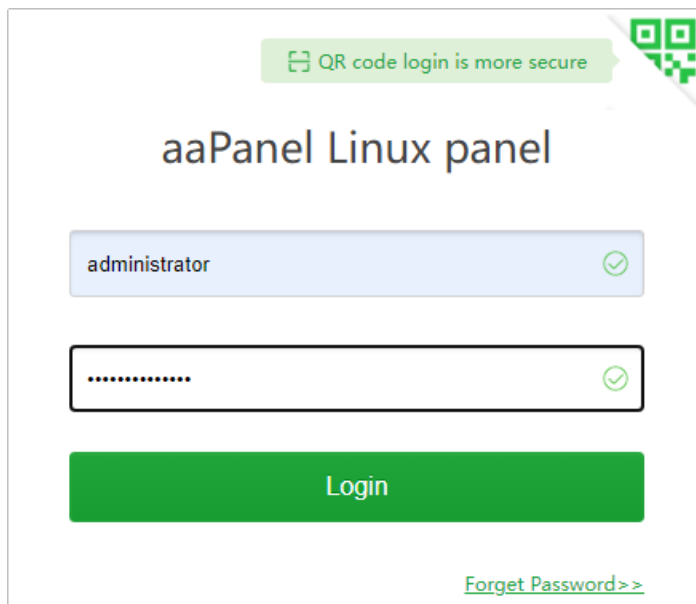 QR code login is more secure
aaPanel Linux panel
administrator
••••••••••••••
Login
Forget Password>>